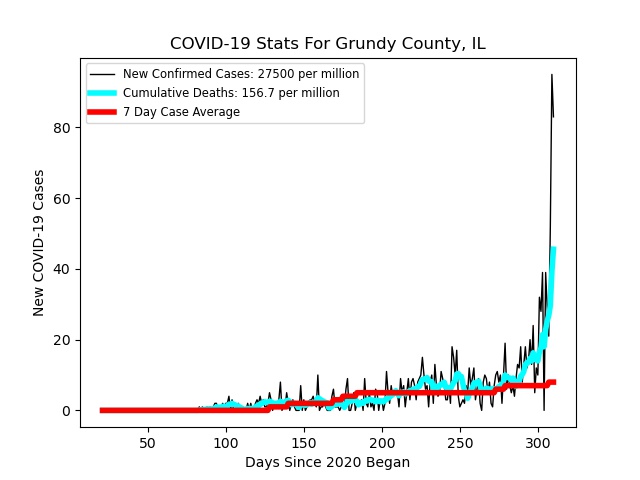 COVID-19 Stats For Grundy County, IL
New Confirmed Cases: 27500 per million
Cumulative Deaths: 156.7 per million
7 Day Case Average
New COVID-19 Cases
80
60
40
20
0
50 100 150 200 250 300
Days Since 2020 Began